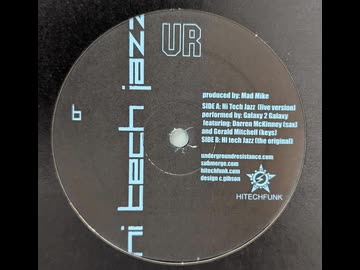 UR
hi tech jazz
produced by: Mad Mike
SIDE A: Hi Tech Jazz (live version)
performed by: Galaxy 2 Galaxy
featuring: Darren McKinney (sax)
and Gerald Mitchell (keys)
SIDE B: Hi tech Jazz (the original)
undergroundresistance.com
submerge.com
hitechfunk.com
design c.gibson
HITECHFUNK